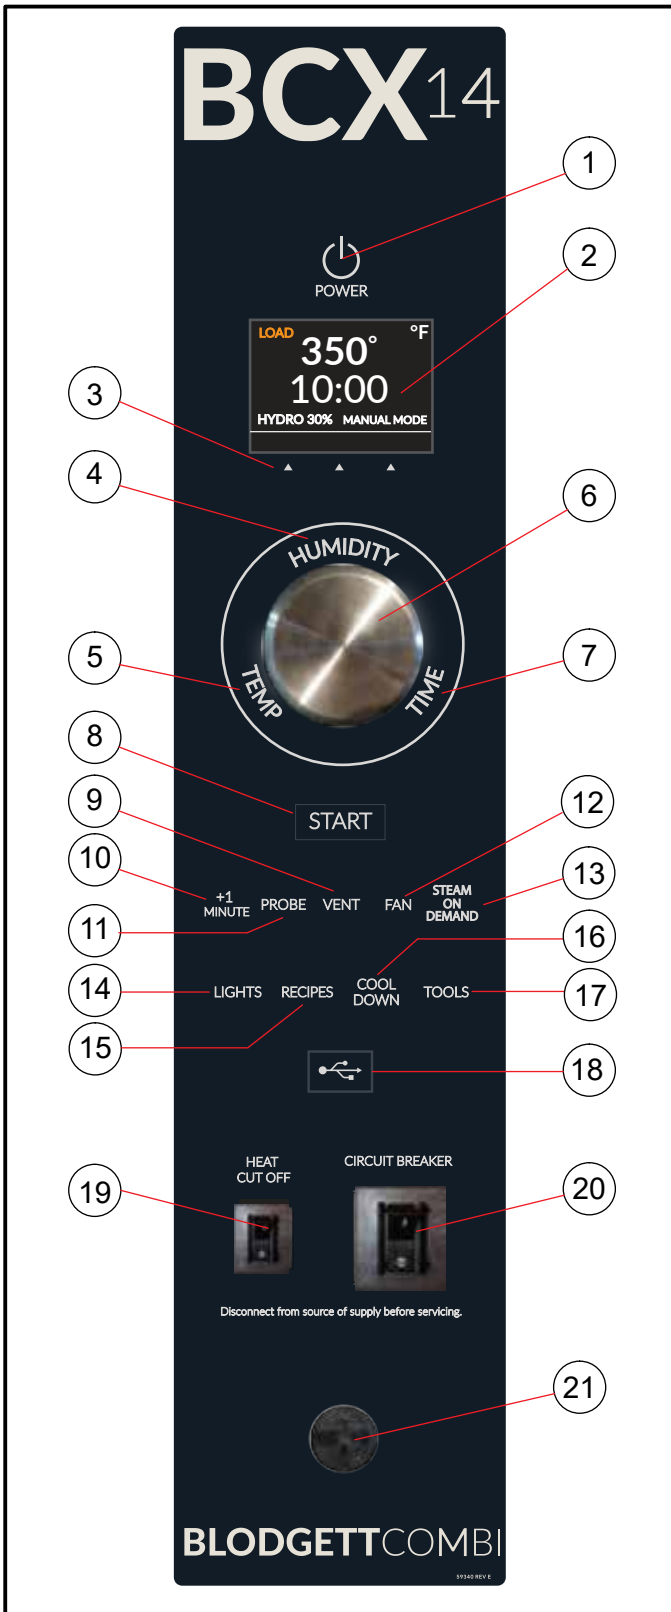 BCX14
1
2
POWER
LOAD °F
350°
10:00
HYDRO 30% MANUAL MODE
3
4
6
HUMIDITY
5
TEMP
TIME
7
8
START
9
12
10
+1
MINUTE
PROBE
VENT
FAN
STEAM
ON
DEMAND
13
11
16
14
LIGHTS
RECIPES
COOL
DOWN
TOOLS
17
15
18
HEAT
CUT OFF
CIRCUIT BREAKER
19
20
Disconnect from source of supply before servicing.
21
BLODGETTCOMBI
59340 REV E